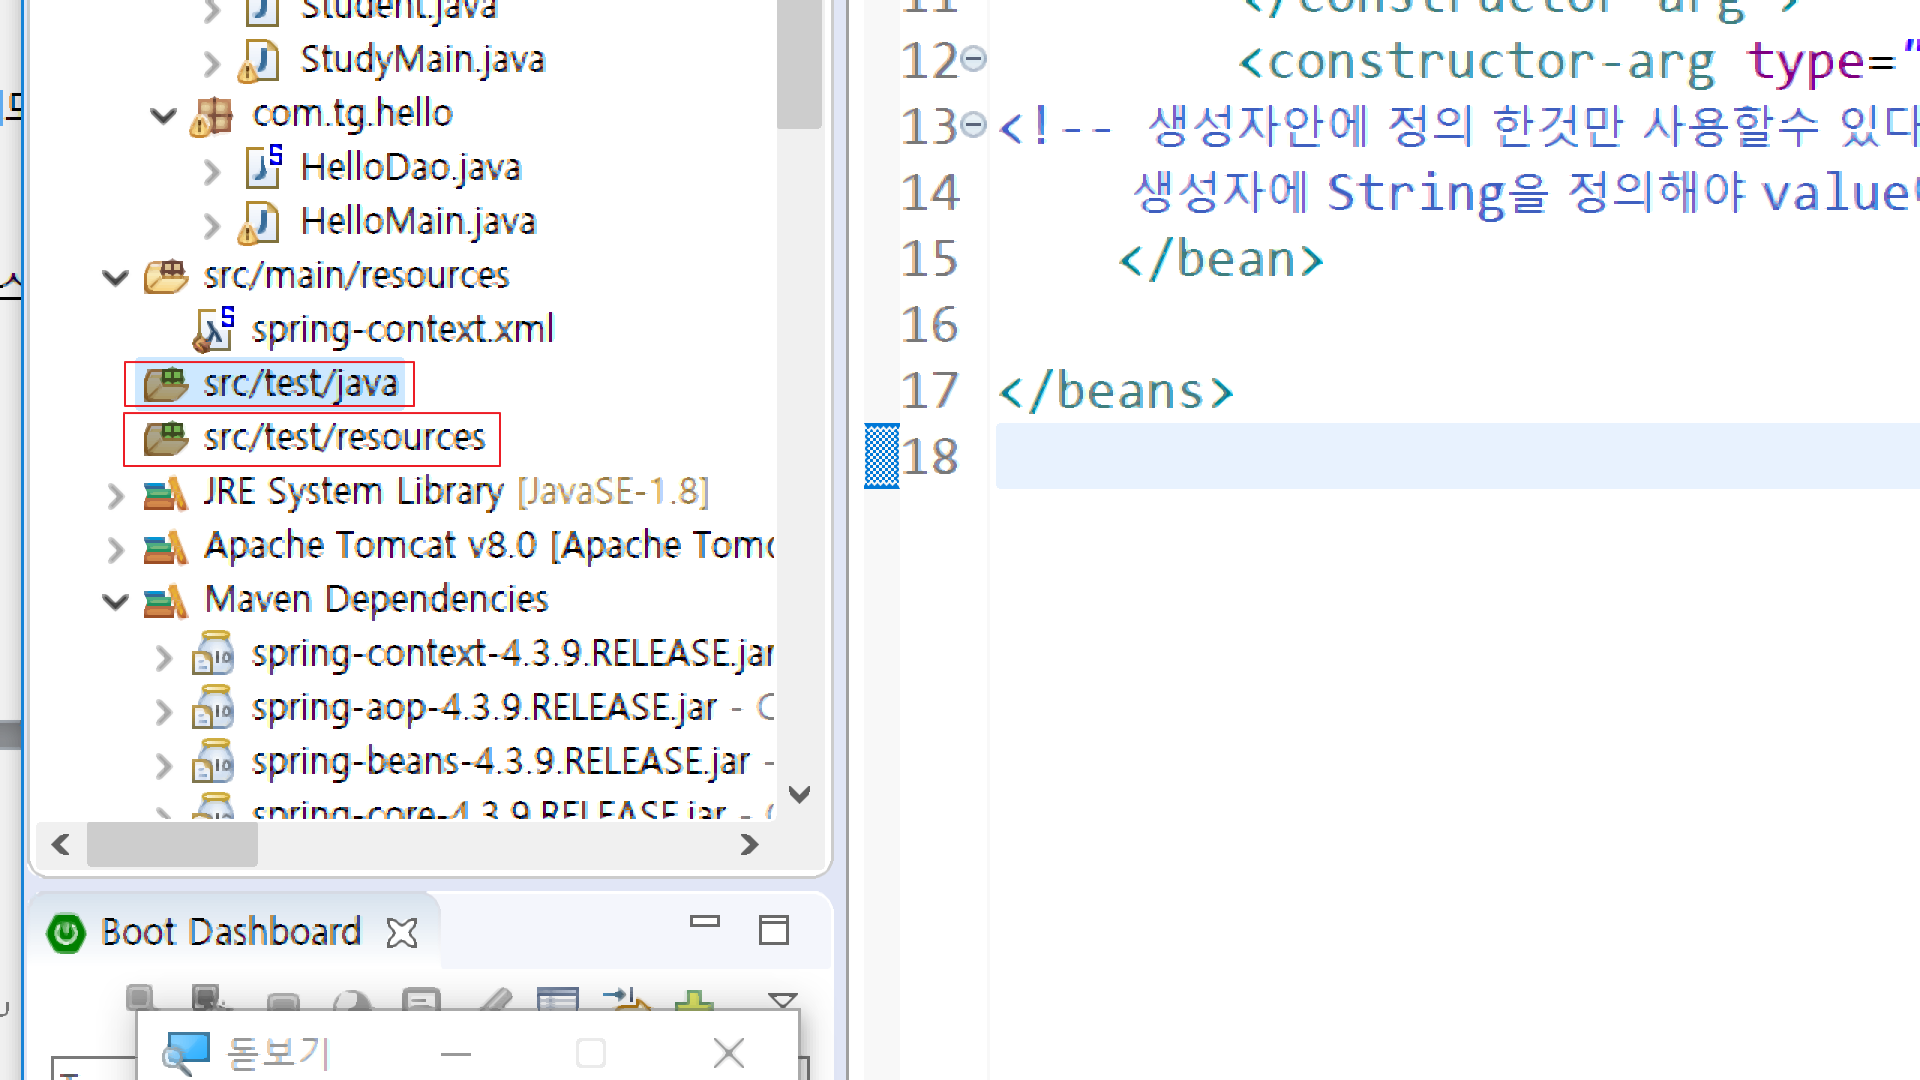 Student.java
StudyMain.java
com.tg.hello
HelloDao.java
HelloMain.java
src/main/resources
spring-context.xml
src/test/java
src/test/resources
JRE System Library [JavaSE-1.8]
Apache Tomcat v8.0 [Apache Tomc
Maven Dependencies
spring-context-4.3.9.RELEASE.jar
spring-aop-4.3.9.RELEASE.jar - C
spring-beans-4.3.9.RELEASE.jar -
spring-core-4.3.9.RELEASE.jar -
Boot Dashboard
돋보기
11 </constructor-arg >
12 <constructor-arg type="
13 <!-- 생성자안에 정의 한것만 사용할수 있다
14 생성자에 String을 정의해야 value
15 </bean>
16
17 </beans>
18